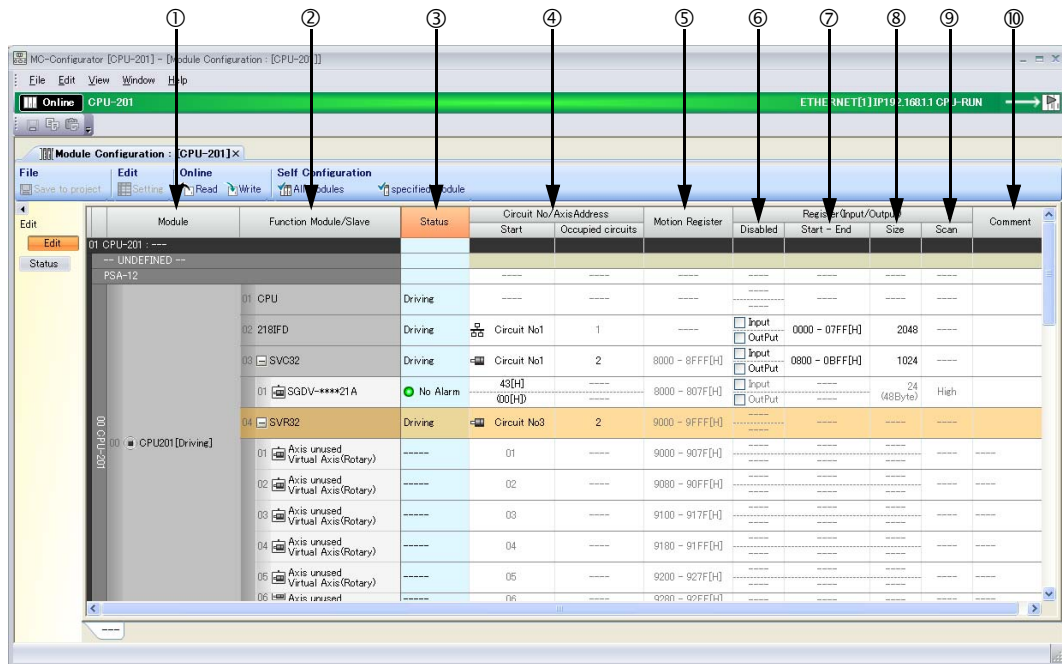 ① ② ③ ④ ⑤ ⑥ ⑦ ⑧ ⑨ ⑩
MC-Configurator [CPU-201] - [Module Configuration : [CPU-201]]
File Edit View Window Help
Online CPU-201 ETHERNET[1] IP192.168.1.1 CPU-RUN
Module Configuration : [CPU-201] ×
File Edit Online Self Configuration
Save to project Setting Read Write All Modules specified module
Edit
Edit
Status
Module Function Module/Slave Status Circuit No/AxisAddress Motion Register Register(Input/Output) Comment
Start Occupied circuits Disabled Start - End Size Scan
01 CPU-201 : ---
-- UNDEFINED --
PSA-12 ---- ---- ---- ---- ---- ---- ----
00 CPU-201
00 CPU201 [Driving]
01 CPU Driving ---- ---- ---- ---- ---- ---- ---- ----
02 218IFD Driving Circuit No1 1 ---- Input OutPut 0000 - 07FF[H] 2048 ----
03 SVC32 Driving Circuit No1 2 8000 - 8FFF[H] Input OutPut 0800 - 0BFF[H] 1024 ----
01 SGDV-****21A No Alarm 43[H] (00[H]) ---- ---- 8000 - 807F[H] Input OutPut ---- ---- 24 (48Byte) High
04 SVR32 Driving Circuit No3 2 9000 - 9FFF[H] ---- ---- ---- ---- ---- ---- ----
01 Axis unused Virtual Axis(Rotary) ----- 01 ---- 9000 - 907F[H] ---- ---- ---- ---- ---- ---- ---- ----
02 Axis unused Virtual Axis(Rotary) ----- 02 ---- 9080 - 90FF[H] ---- ---- ---- ---- ---- ---- ---- ----
03 Axis unused Virtual Axis(Rotary) ----- 03 ---- 9100 - 917F[H] ---- ---- ---- ---- ---- ---- ---- ----
04 Axis unused Virtual Axis(Rotary) ----- 04 ---- 9180 - 91FF[H] ---- ---- ---- ---- ---- ---- ---- ----
05 Axis unused Virtual Axis(Rotary) ----- 05 ---- 9200 - 927F[H] ---- ---- ---- ---- ---- ---- ---- ----
06 Axis unused 06 9280 - 92FF[H] ---- ---- ----
---